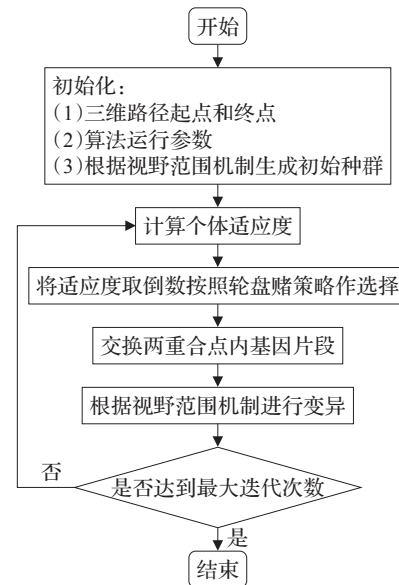 开始
初始化：
(1)三维路径起点和终点
(2)算法运行参数
(3)根据视野范围机制生成初始种群
计算个体适应度
将适应度取倒数按照轮盘赌策略作选择
交换两重合点内基因片段
根据视野范围机制进行变异
否
是否达到最大迭代次数
是
结束